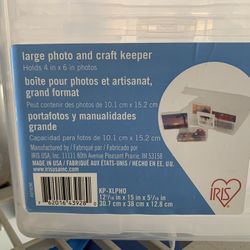 large photo and craft keeper
Holds 4 in x 6 in photos
boîte pour photos et artisanat,
grand format
Peut contenir des photos de 10.1 cm x 15.2 cm
portafotos y manualidades
grande
Capacidad para fotos de 10.1 cm x 15.2 cm
Manufactured by / Fabriqué par / Fabricado por
IRIS USA, Inc. 11111 80th Avenue Pleasant Prairie, WI 53158
MADE IN USA / FABRIQUÉ AUX ÉTATS-UNIS / HECHO EN EE. UU.
irisusainc.com
KP-XLPHO
30.7 cm x 38 cm x 12.8 cm
7 62016 43928 0
IRIS